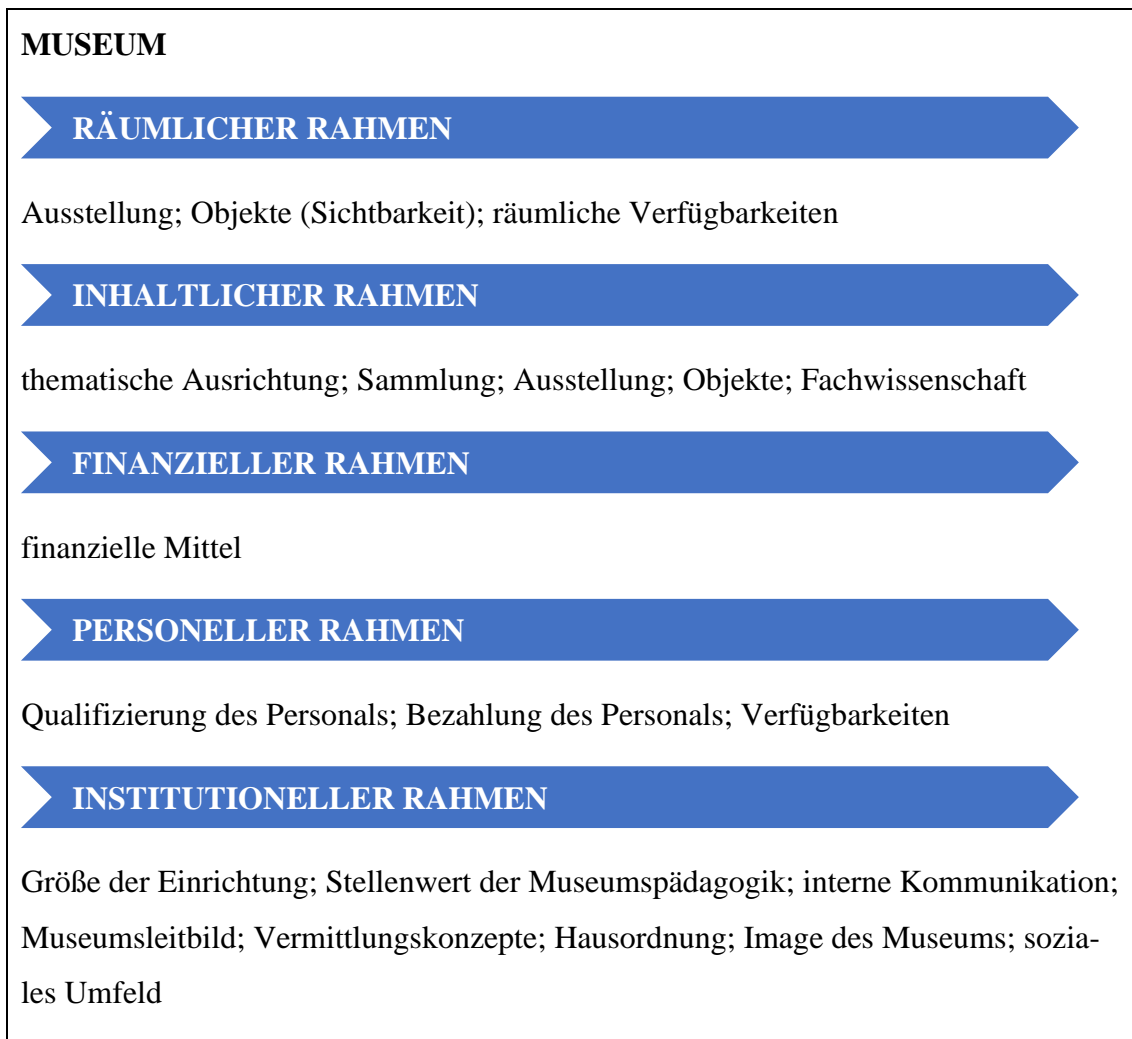 MUSEUM
RÄUMLICHER RAHMEN
Ausstellung; Objekte (Sichtbarkeit); räumliche Verfügbarkeiten
INHALTLICHER RAHMEN
thematische Ausrichtung; Sammlung; Ausstellung; Objekte; Fachwissenschaft
FINANZIELLER RAHMEN
finanzielle Mittel
PERSONELLER RAHMEN
Qualifizierung des Personals; Bezahlung des Personals; Verfügbarkeiten
INSTITUTIONELLER RAHMEN
Größe der Einrichtung; Stellenwert der Museumspädagogik; interne Kommunikation;
Museumsleitbild; Vermittlungskonzepte; Hausordnung; Image des Museums; sozia-
les Umfeld